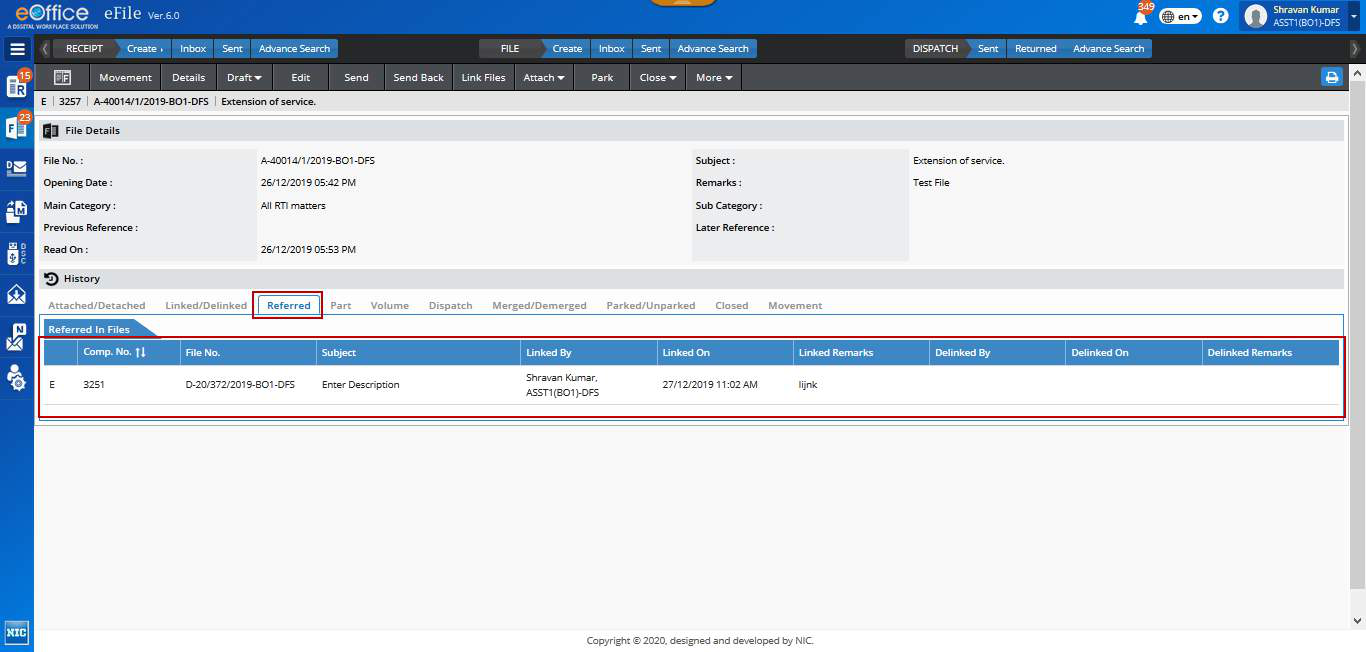 eOffice eFile Ver.6.0
A DIGITAL WORKPLACE SOLUTION
349
en
?
Shravan Kumar
ASST1(BO1)-DFS
RECEIPT Create Inbox Sent Advance Search
FILE Create Inbox Sent Advance Search
DISPATCH Sent Returned Advance Search
15
R
Movement Details Draft Edit Send Send Back Link Files Attach Park Close More
E 3257 A-40014/1/2019-BO1-DFS Extension of service.
23
F
File Details
File No. : A-40014/1/2019-BO1-DFS Subject : Extension of service.
Opening Date : 26/12/2019 05:42 PM Remarks : Test File
Main Category : All RTI matters Sub Category :
Previous Reference : Later Reference :
Read On : 26/12/2019 05:53 PM
D
M
DSC
N
History
Attached/Detached Linked/Delinked Referred Part Volume Dispatch Merged/Demerged Parked/Unparked Closed Movement
Referred In Files
Comp. No. File No. Subject Linked By Linked On Linked Remarks Delinked By Delinked On Delinked Remarks
E 3251 D-20/372/2019-BO1-DFS Enter Description Shravan Kumar, 27/12/2019 11:02 AM lijnk
ASST1(BO1)-DFS
NIC
Copyright © 2020, designed and developed by NIC.